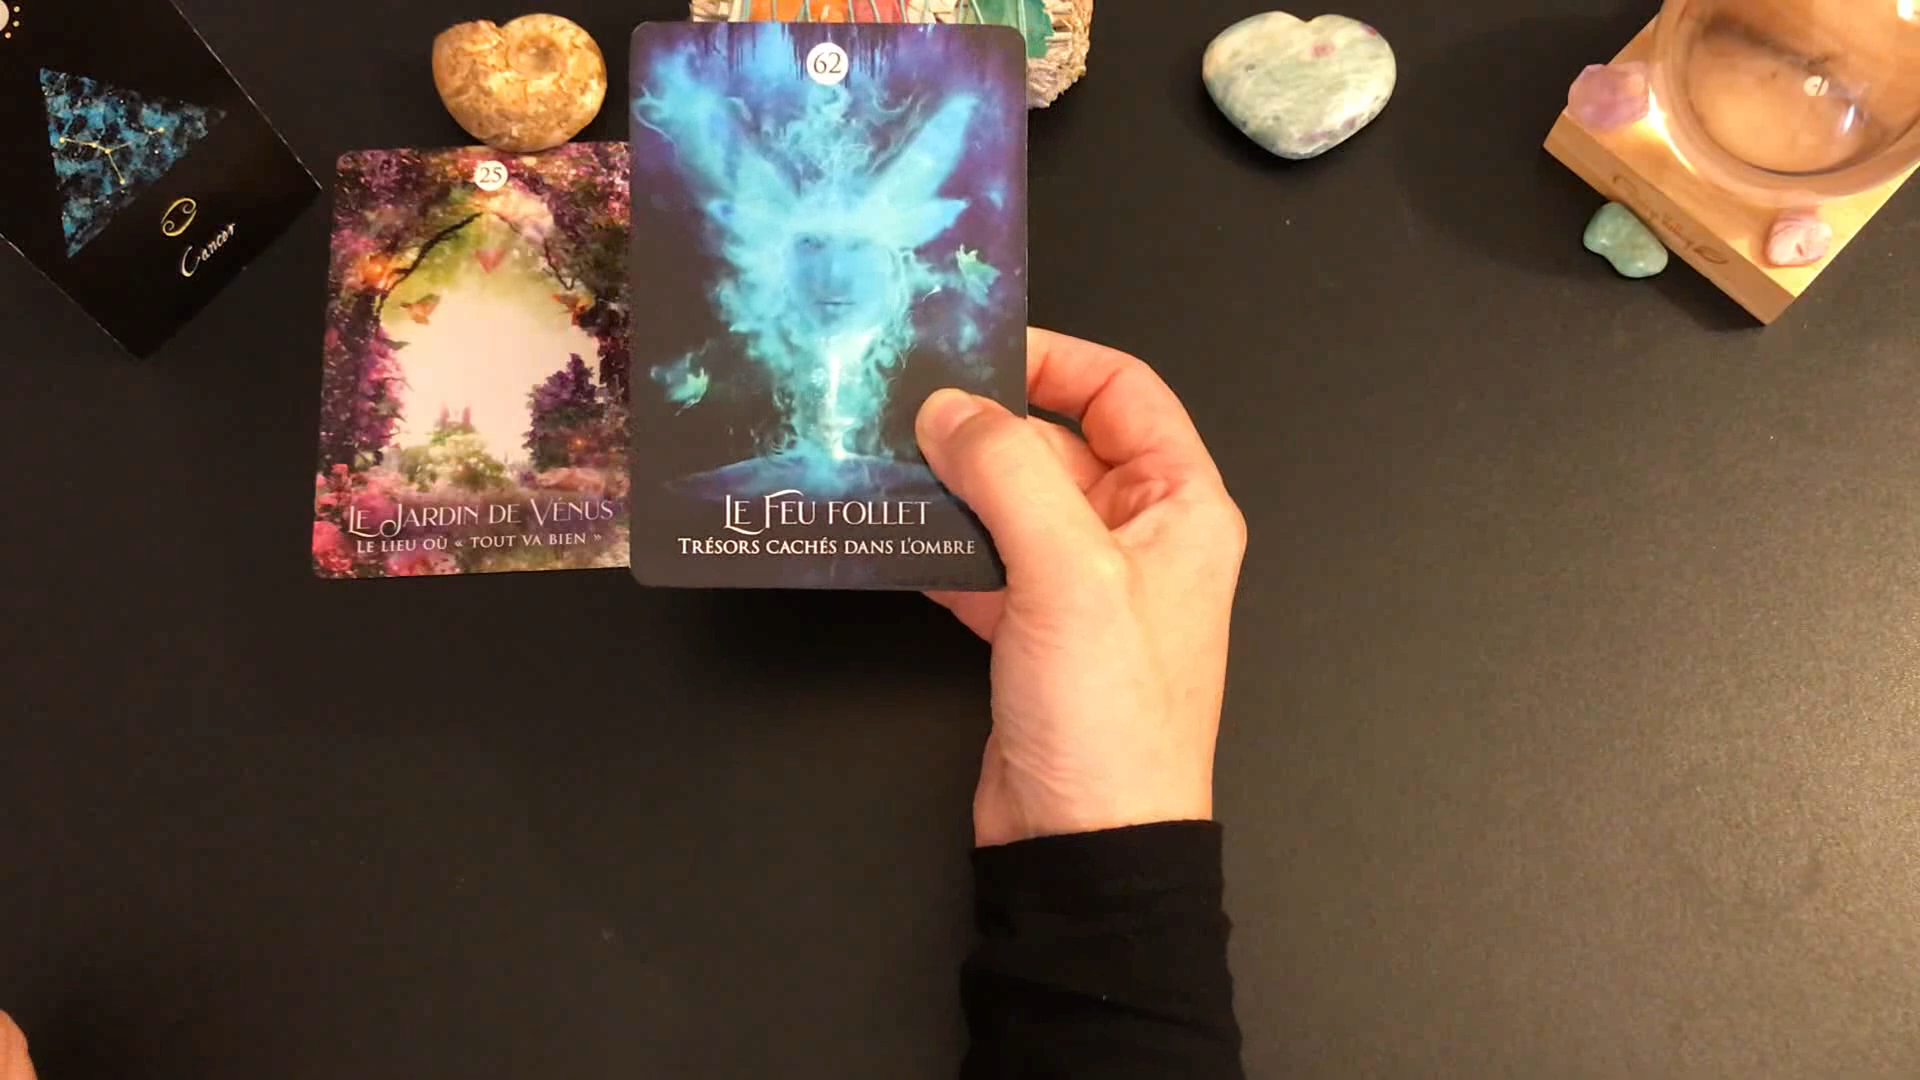 Cancer
25
LE JARDIN DE VÉNUS
LE LIEU OÙ « TOUT VA BIEN »
62
LE FEU FOLLET
TRÉSORS CACHÉS DANS L'OMBRE